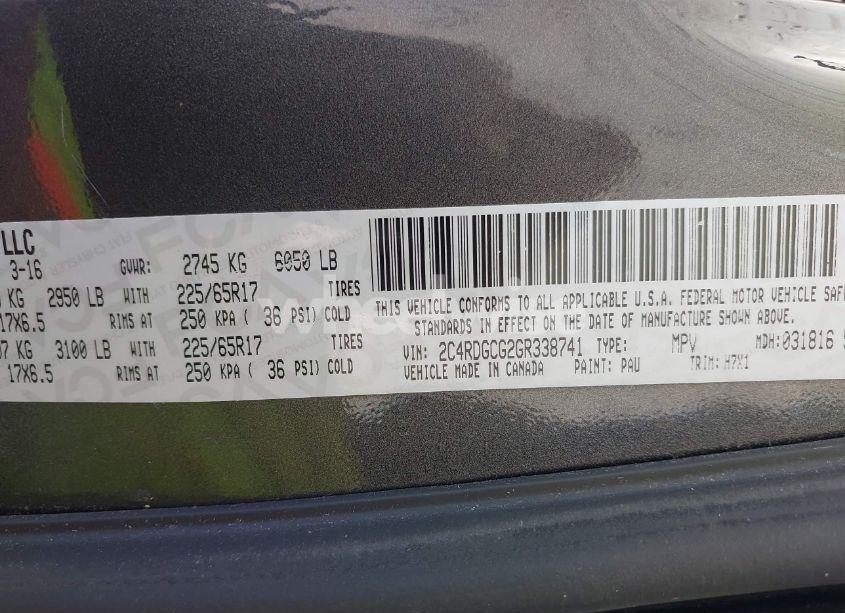 LLC
3-16 GVWR: 2745 KG 6050 LB
KG 2950 LB WITH 225/65R17 TIRES
17X6.5 RIMS AT 250 KPA ( 36 PSI) COLD
KG 3100 LB WITH 225/65R17 TIRES
17X6.5 RIMS AT 250 KPA ( 36 PSI) COLD
THIS VEHICLE CONFORMS TO ALL APPLICABLE U.S.A. FEDERAL MOTOR VEHICLE SAFE
STANDARDS IN EFFECT ON THE DATE OF MANUFACTURE SHOWN ABOVE.
VIN: 2C4RDGCG2GR338741 TYPE: MPV MDH:031816
VEHICLE MADE IN CANADA PAINT: PAU TRIM: H7X1